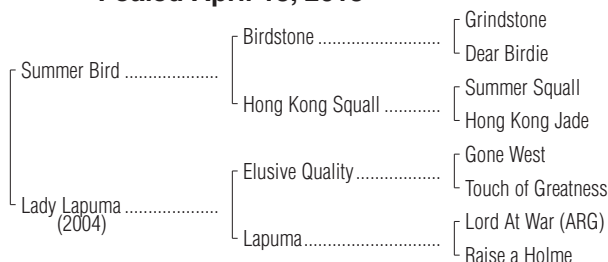 Grindstone
Birdstone
Dear Birdie
Summer Bird
Summer Squall
Hong Kong Squall
Hong Kong Jade
Gone West
Elusive Quality
Touch of Greatness
Lady Lapuma
(2004)
Lord At War (ARG)
Lapuma
Raise a Holme